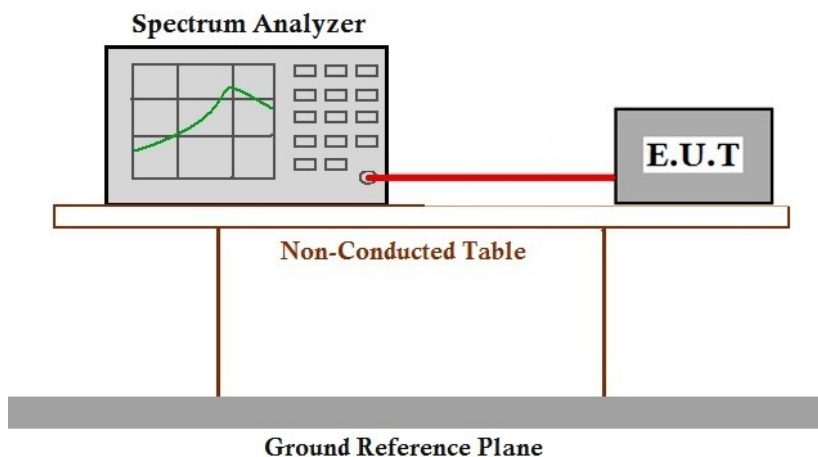 Spectrum Analyzer
E.U.T
Non-Conducted Table
Ground Reference Plane